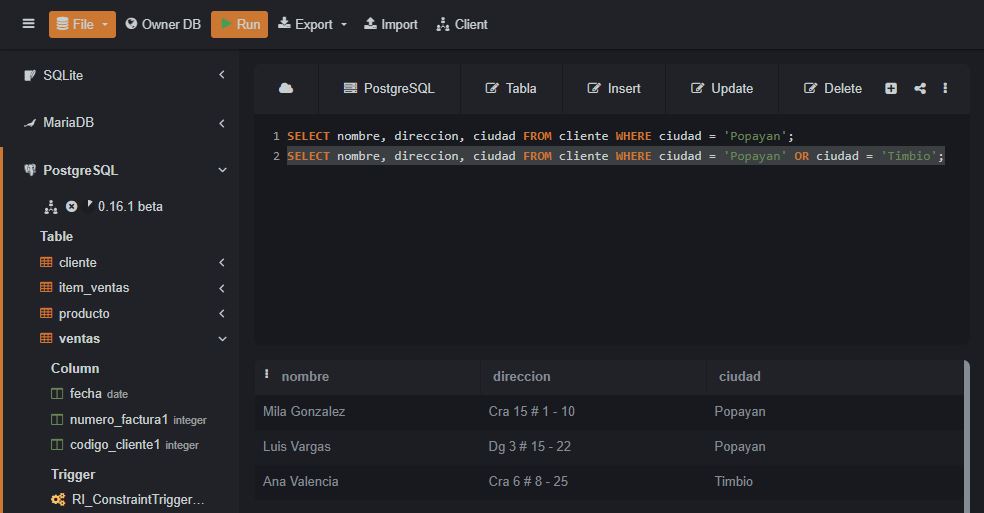 File Owner DB Run Export Import Client
SQLite
MariaDB
PostgreSQL
0.16.1 beta
Table
cliente
item_ventas
producto
ventas
Column
fecha date
numero_factura1 integer
codigo_cliente1 integer
Trigger
RI_ConstraintTrigger...
PostgreSQL Tabla Insert Update Delete
1 SELECT nombre, direccion, ciudad FROM cliente WHERE ciudad = 'Popayan';
2 SELECT nombre, direccion, ciudad FROM cliente WHERE ciudad = 'Popayan' OR ciudad = 'Timbio';
nombre direccion ciudad
Mila Gonzalez Cra 15 # 1 - 10 Popayan
Luis Vargas Dg 3 # 15 - 22 Popayan
Ana Valencia Cra 6 # 8 - 25 Timbio